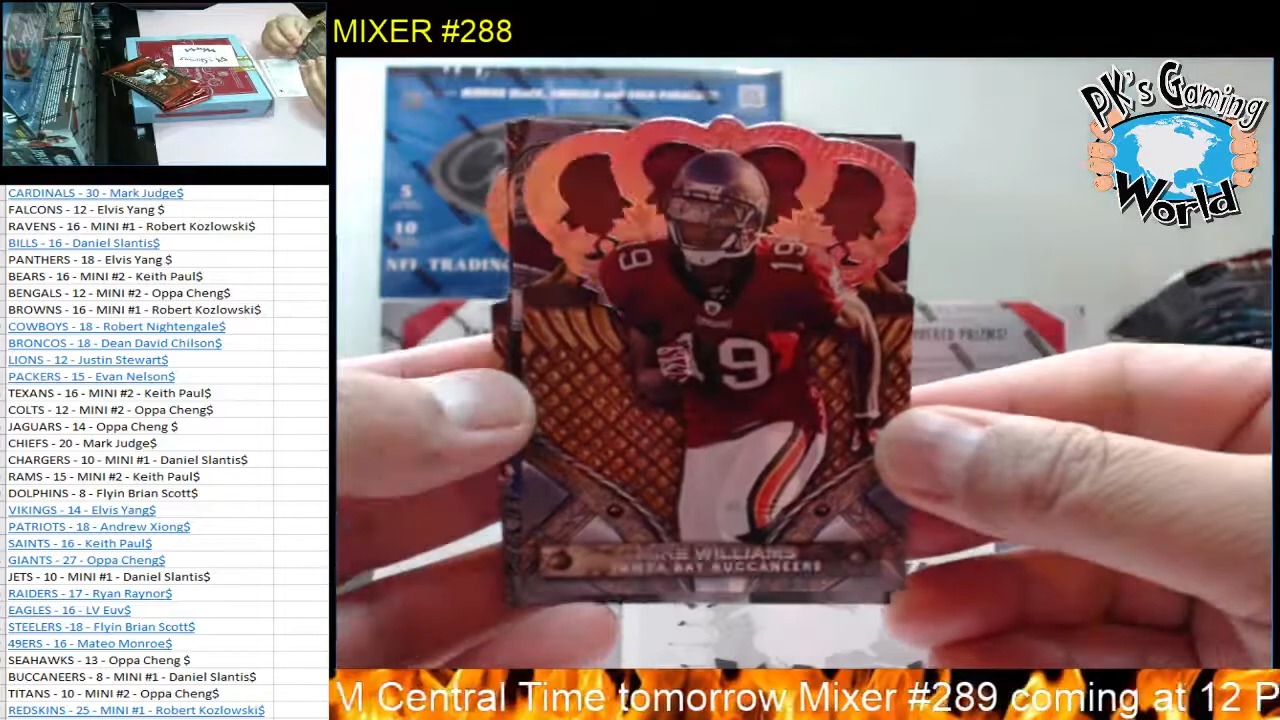 MIXER #288
PK's Gaming
World
5
10
NFL TRADING
19
19
19
MIKE WILLIAMS
TAMPA BAY BUCCANEERS
CARDINALS - 30 - Mark Judge$
FALCONS - 12 - Elvis Yang $
RAVENS - 16 - MINI #1 - Robert Kozlowski$
BILLS - 16 - Daniel Slantis$
PANTHERS - 18 - Elvis Yang $
BEARS - 16 - MINI #2 - Keith Paul$
BENGALS - 12 - MINI #2 - Oppa Cheng$
BROWNS - 16 - MINI #1 - Robert Kozlowski$
COWBOYS - 18 - Robert Nightengale$
BRONCOS - 18 - Dean David Chilson$
LIONS - 12 - Justin Stewart$
PACKERS - 15 - Evan Nelson$
TEXANS - 16 - MINI #2 - Keith Paul$
COLTS - 12 - MINI #2 - Oppa Cheng$
JAGUARS - 14 - Oppa Cheng $
CHIEFS - 20 - Mark Judge$
CHARGERS - 10 - MINI #1 - Daniel Slantis$
RAMS - 15 - MINI #2 - Keith Paul$
DOLPHINS - 8 - Flyin Brian Scott$
VIKINGS - 14 - Elvis Yang$
PATRIOTS - 18 - Andrew Xiong$
SAINTS - 16 - Keith Paul$
GIANTS - 27 - Oppa Cheng$
JETS - 10 - MINI #1 - Daniel Slantis$
RAIDERS - 17 - Ryan Raynor$
EAGLES - 16 - LV Euv$
STEELERS -18 - Flyin Brian Scott$
49ERS - 16 - Mateo Monroe$
SEAHAWKS - 13 - Oppa Cheng $
BUCCANEERS - 8 - MINI #1 - Daniel Slantis$
TITANS - 10 - MINI #2 - Oppa Cheng$
REDSKINS - 25 - MINI #1 - Robert Kozlowski$
M Central Time tomorrow Mixer #289 coming at 12 P